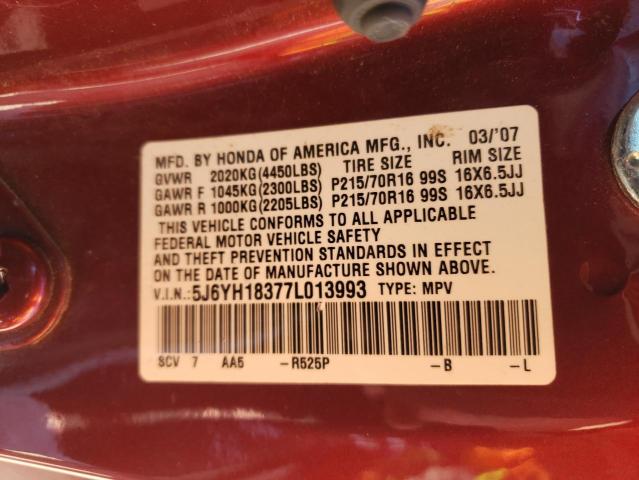 MFD. BY HONDA OF AMERICA MFG., INC. 03/'07
GVWR 2020KG(4450LBS) TIRE SIZE RIM SIZE
GAWR F 1045KG(2300LBS) P215/70R16 99S 16X6.5JJ
GAWR R 1000KG(2205LBS) P215/70R16 99S 16X6.5JJ
THIS VEHICLE CONFORMS TO ALL APPLICABLE
FEDERAL MOTOR VEHICLE SAFETY
AND THEFT PREVENTION STANDARDS IN EFFECT
ON THE DATE OF MANUFACTURE SHOWN ABOVE.
V.I.N.:5J6YH18377L013993 TYPE: MPV
SCV 7 AA5 -R525P -B -L